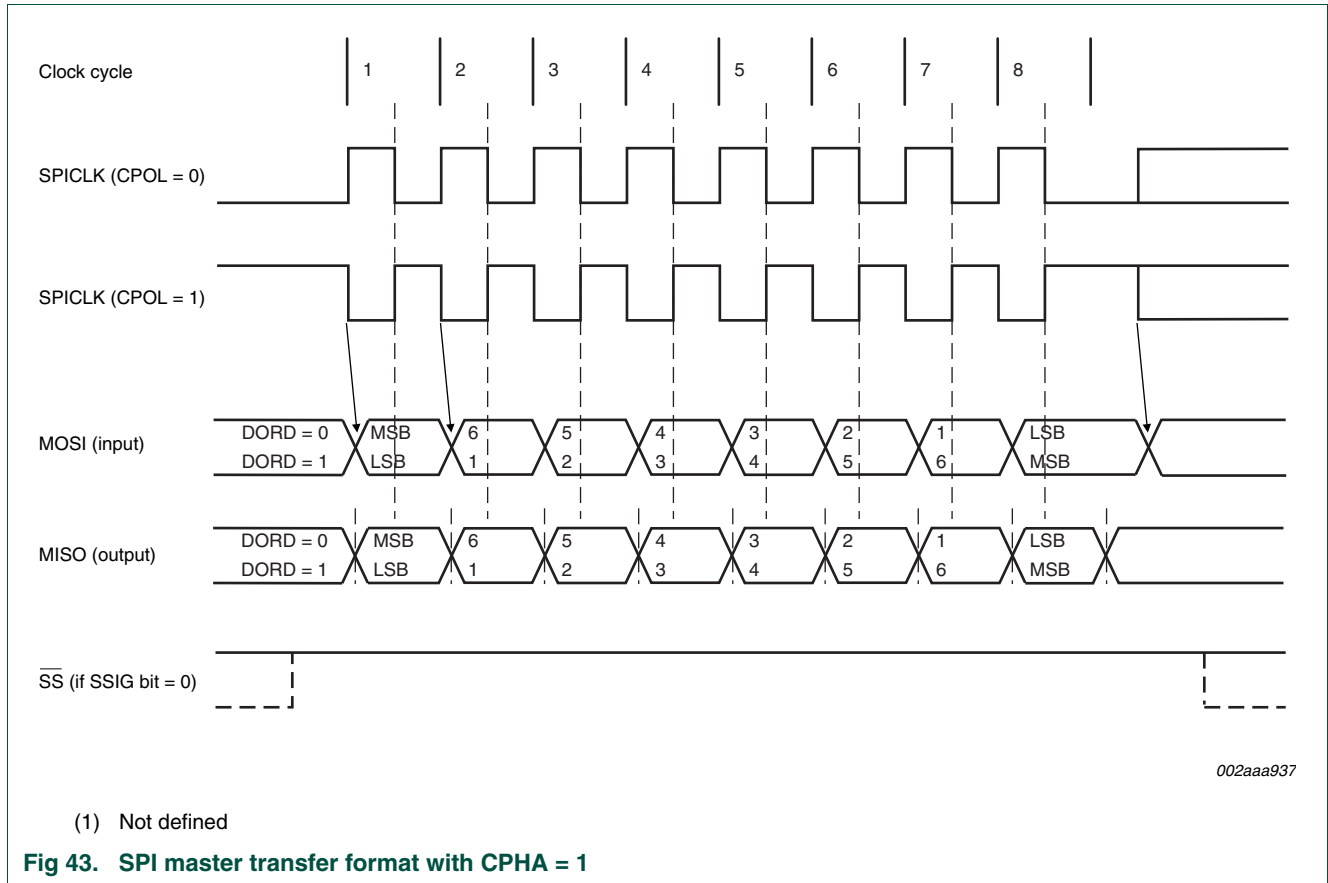 Clock cycle 1 2 3 4 5 6 7 8
SPICLK (CPOL = 0)
SPICLK (CPOL = 1)
MOSI (input)
DORD = 0 MSB 6 5 4 3 2 1 LSB
DORD = 1 LSB 1 2 3 4 5 6 MSB
MISO (output)
DORD = 0 MSB 6 5 4 3 2 1 LSB
DORD = 1 LSB 1 2 3 4 5 6 MSB
S̅S̅ (if SSIG bit = 0)
002aaa937
(1) Not defined
Fig 43. SPI master transfer format with CPHA = 1